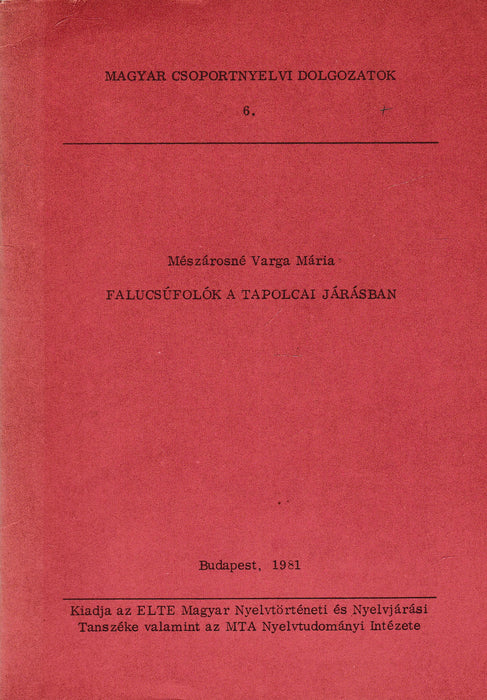 MAGYAR CSOPORTNYELVI DOLGOZATOK
6.
Mészárosné Varga Mária
FALUCSÚFOLÓK A TAPOLCAI JÁRÁSBAN
Budapest, 1981
Kiadja az ELTE Magyar Nyelvtörténeti és Nyelvjárási
Tanszéke valamint az MTA Nyelvtudományi Intézete